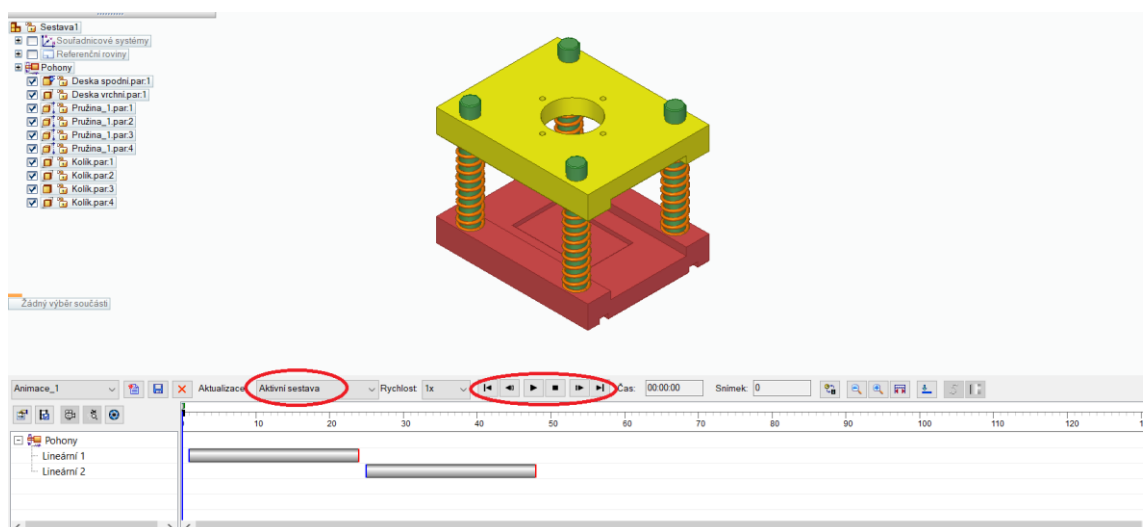 Sestava1
Souřadnicové systémy
Referenční roviny
Pohony
Deska spodní.par:1
Deska vrchní.par:1
Pružina_1.par:1
Pružina_1.par:2
Pružina_1.par:3
Pružina_1.par:4
Kolík.par:1
Kolík.par:2
Kolík.par:3
Kolík.par:4
Žádný výběr součásti
Animace_1 Aktualizace: Aktivní sestava Rychlost: 1x Čas: 00:00:00 Snímek: 0
10 20 30 40 50 60 70 80 90 100 110 120
Pohony
Lineární 1
Lineární 2